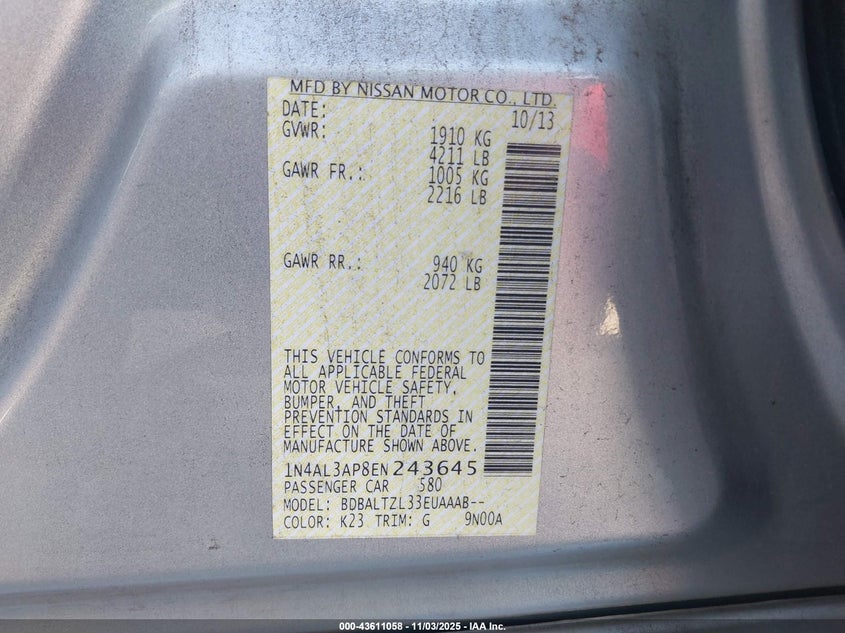 MFD BY NISSAN MOTOR CO., LTD.
DATE: 10/13
GVWR: 1910 KG
4211 LB
GAWR FR.: 1005 KG
2216 LB
GAWR RR.: 940 KG
2072 LB
THIS VEHICLE CONFORMS TO
ALL APPLICABLE FEDERAL
MOTOR VEHICLE SAFETY,
BUMPER, AND THEFT
PREVENTION STANDARDS IN
EFFECT ON THE DATE OF
MANUFACTURE SHOWN ABOVE.
1N4AL3AP8EN243645
PASSENGER CAR 580
MODEL: BDBALTZL33EUAAAB--
COLOR: K23 TRIM: G 9N00A
000-43611058 - 11/03/2025 - IAA Inc.